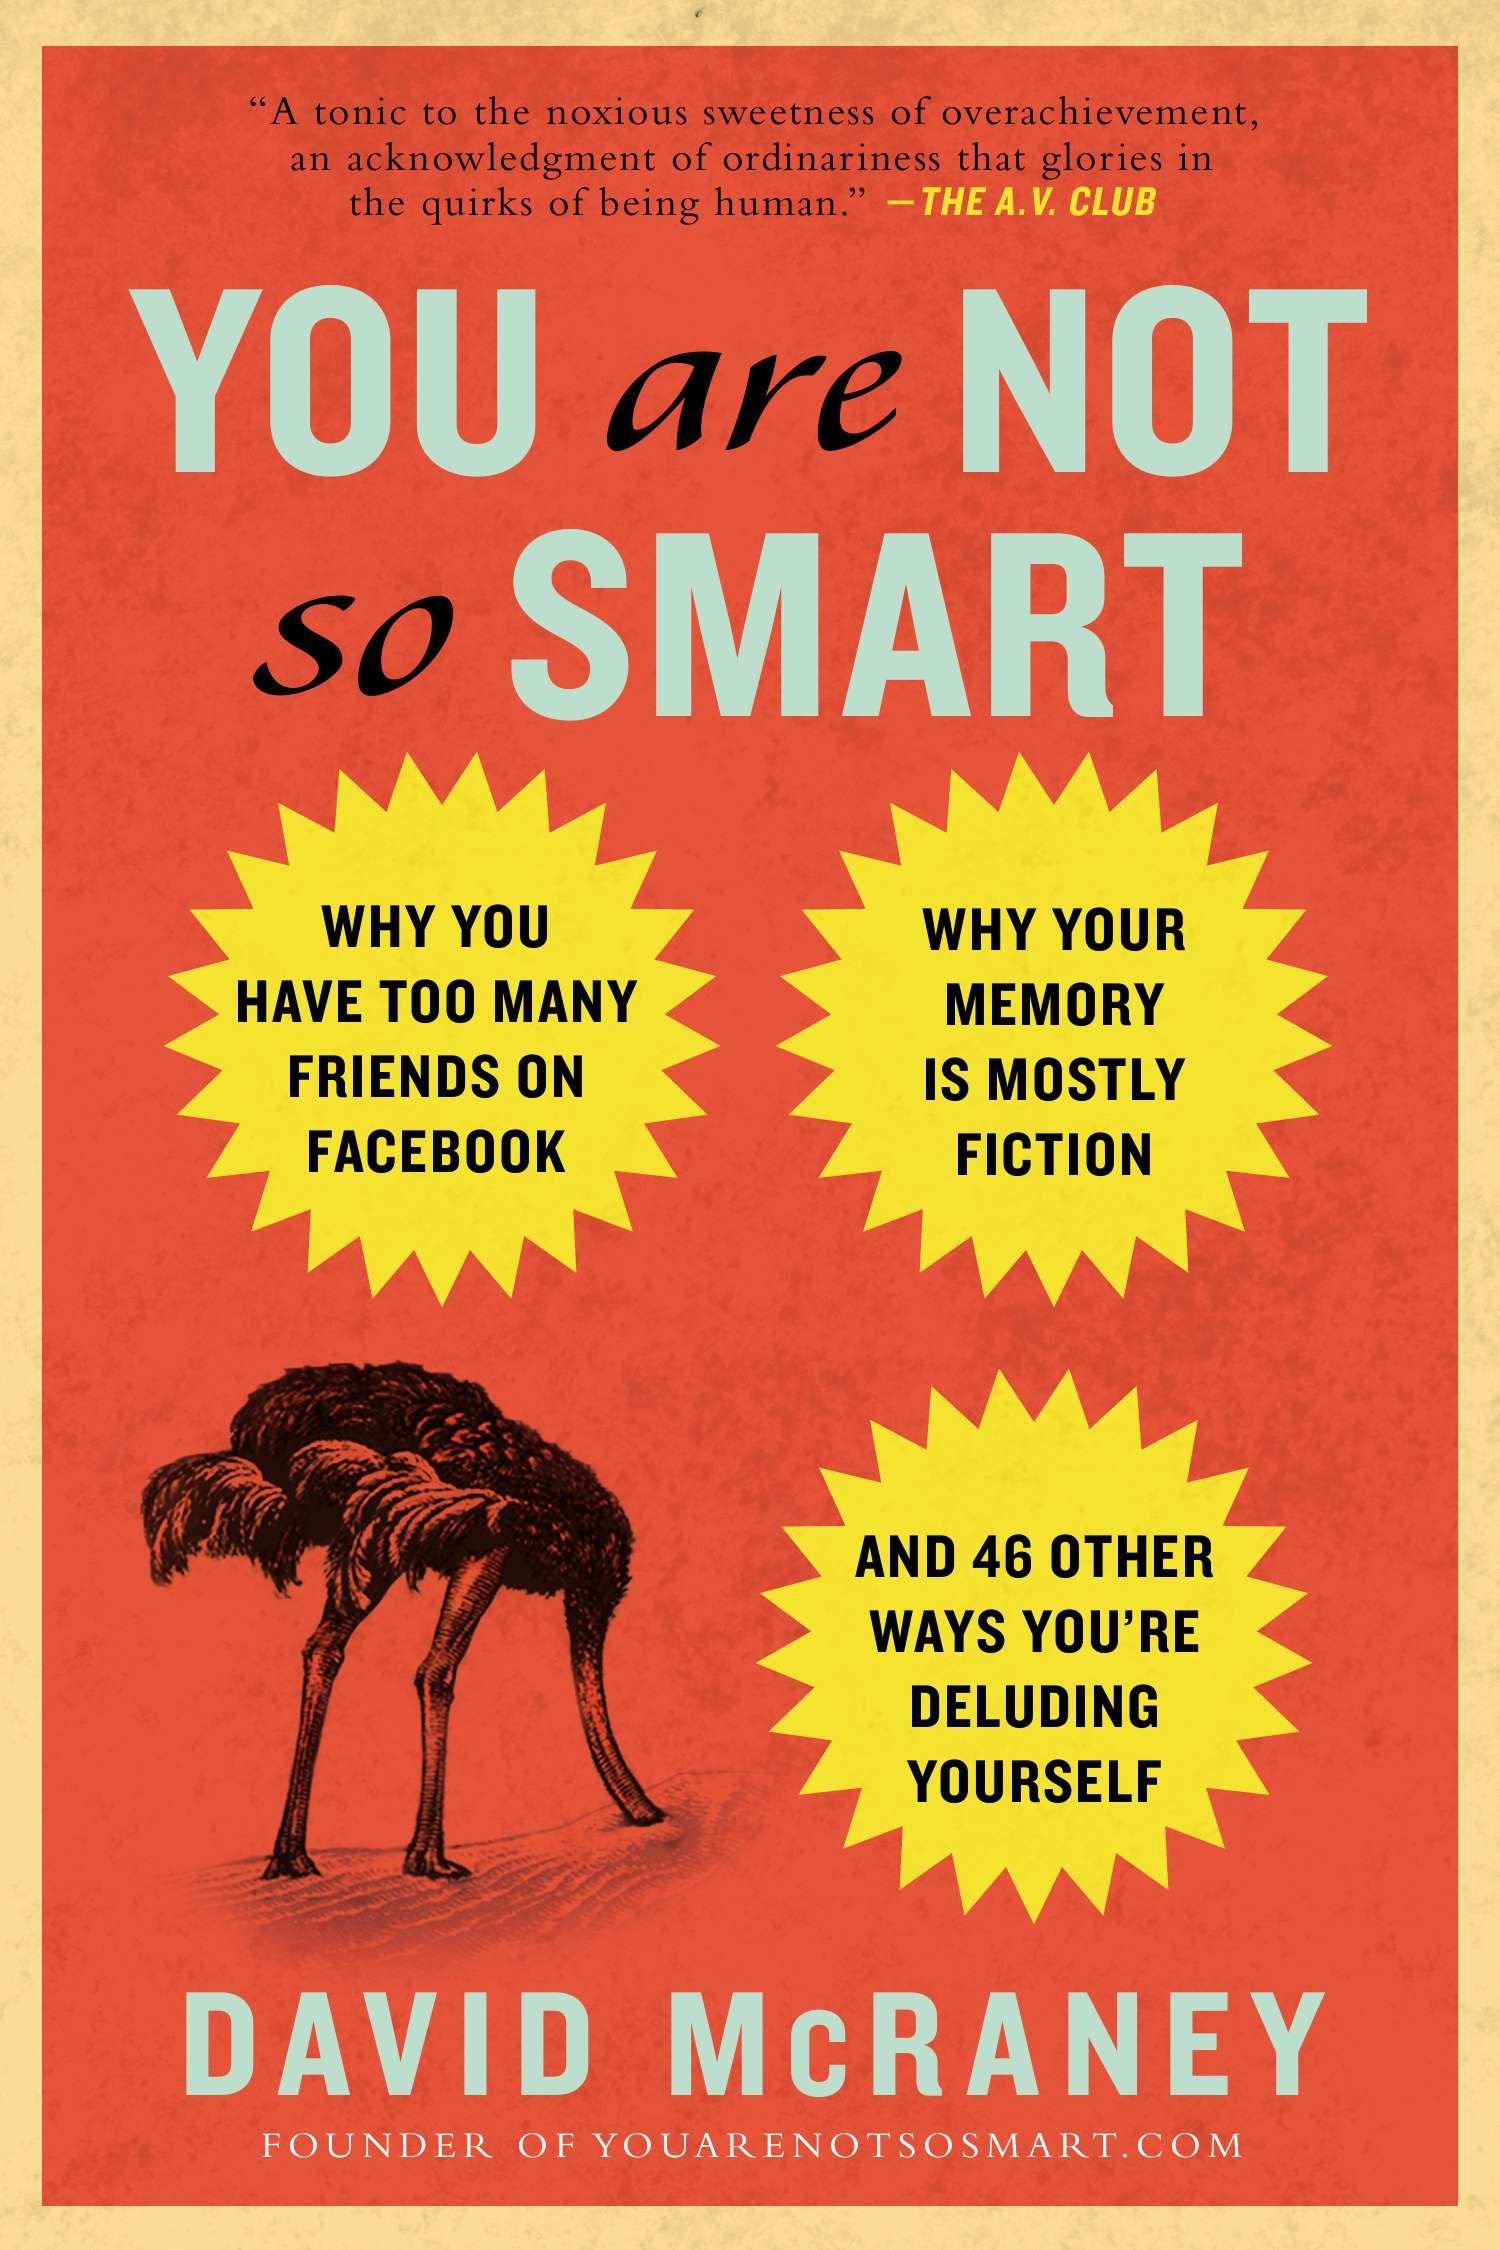 “A tonic to the noxious sweetness of overachievement,
an acknowledgment of ordinariness that glories in
the quirks of being human.” —THE A.V. CLUB
YOU are NOT
so SMART
WHY YOU
HAVE TOO MANY
FRIENDS ON
FACEBOOK
WHY YOUR
MEMORY
IS MOSTLY
FICTION
AND 46 OTHER
WAYS YOU’RE
DELUDING
YOURSELF
DAVID McRANEY
FOUNDER OF YOUARENOTSOSMART.COM